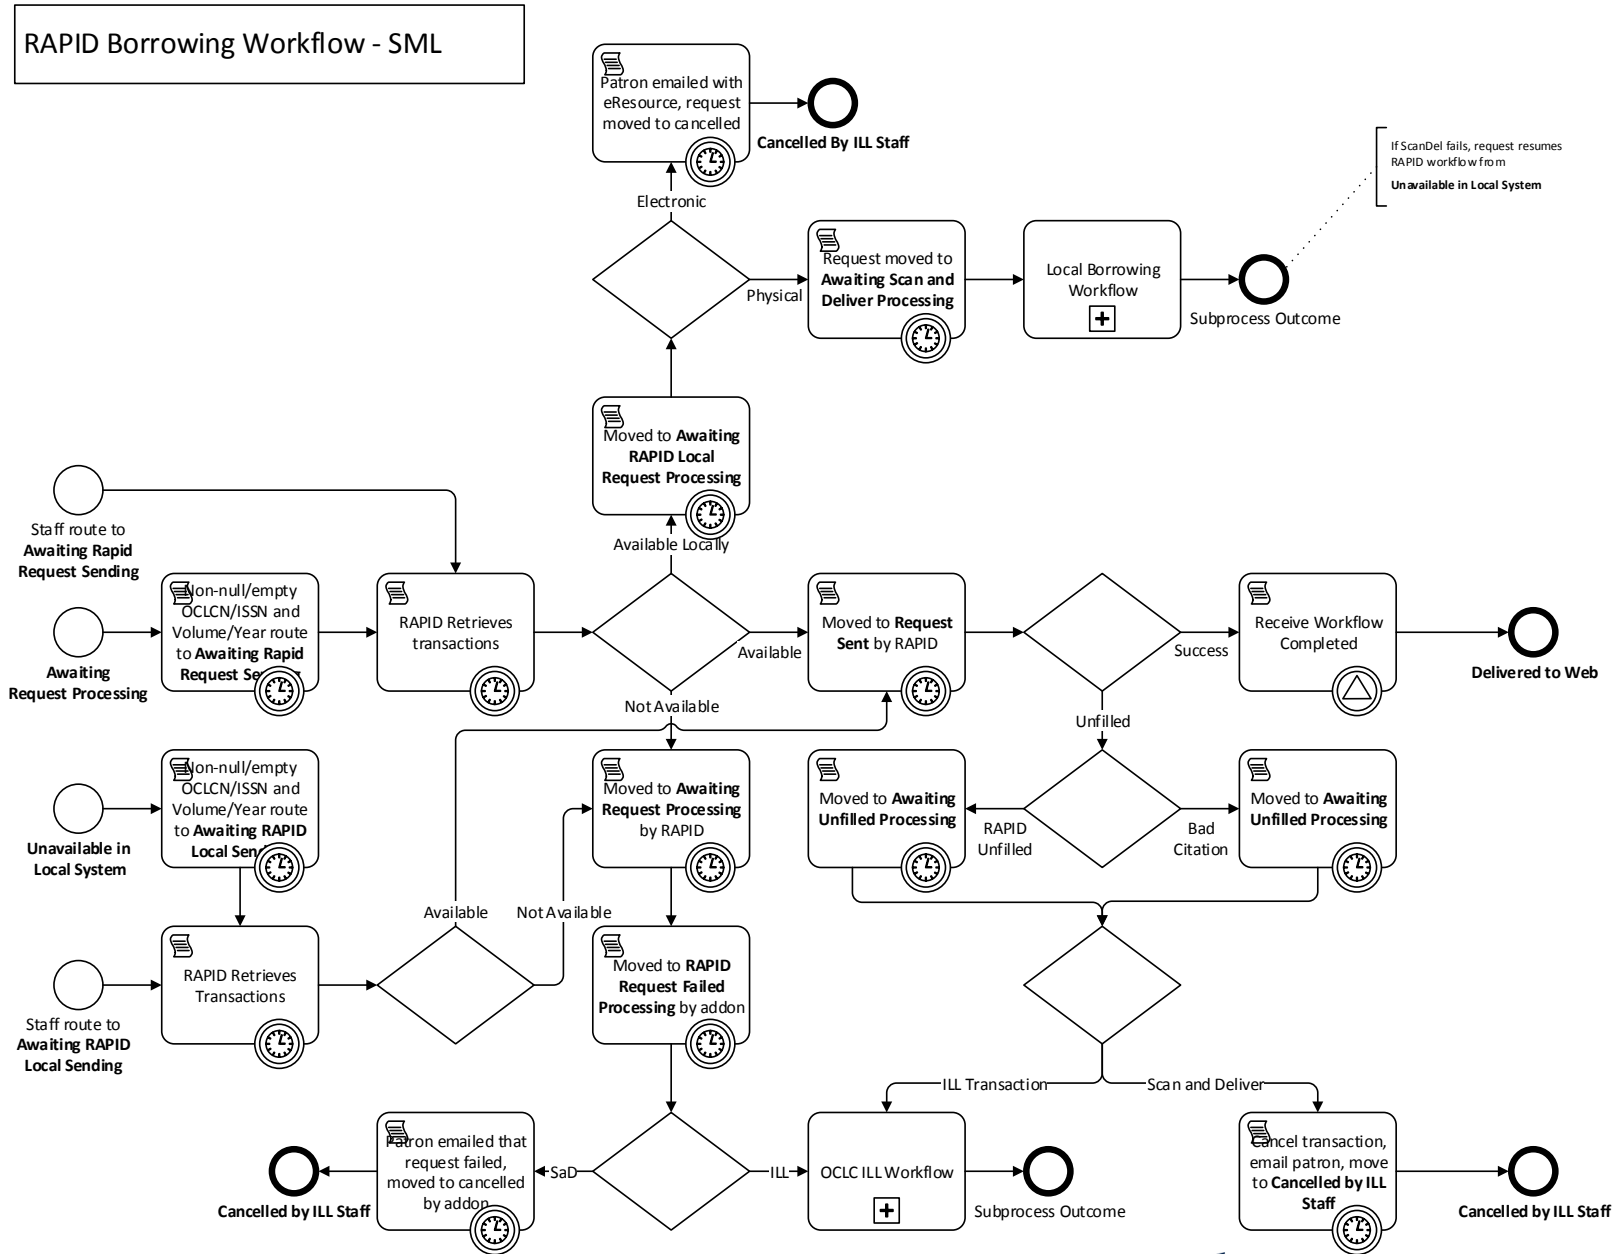 RAPID Borrowing Workflow - SML
Patron emailed with
eResource, request
moved to cancelled
Cancelled By ILL Staff
If ScanDel fails, request resumes
RAPID workflow from
Unavailable in Local System
Electronic
Physical
Request moved to
Awaiting Scan and
Deliver Processing
Local Borrowing
Workflow
Subprocess Outcome
Moved to Awaiting
RAPID Local
Request Processing
Available Locally
Staff route to
Awaiting Rapid
Request Sending
Awaiting
Request Processing
Non-null/empty
OCLCN/ISSN and
Volume/Year route
to Awaiting Rapid
Request
RAPID Retrieves
transactions
Available
Moved to Request
Sent by RAPID
Success
Receive Workflow
Completed
Delivered to Web
Not Available
Unfilled
Unavailable in
Local System
Non-null/empty
OCLCN/ISSN and
Volume/Year route
to Awaiting RAPID
Local
Moved to Awaiting
Request Processing
by RAPID
Moved to Awaiting
Unfilled Processing
RAPID
Unfilled
Bad
Citation
Moved to Awaiting
Unfilled Processing
Available
Not Available
Staff route to
Awaiting RAPID
Local Sending
RAPID Retrieves
Transactions
Moved to RAPID
Request Failed
Processing by addon
ILL Transaction
Scan and Deliver
Cancelled by ILL Staff
Patron emailed that
request failed,
moved to cancelled
by addon
SaD
ILL
OCLC ILL Workflow
Subprocess Outcome
Cancel transaction,
email patron, move
to Cancelled by ILL
Staff
Cancelled by ILL Staff